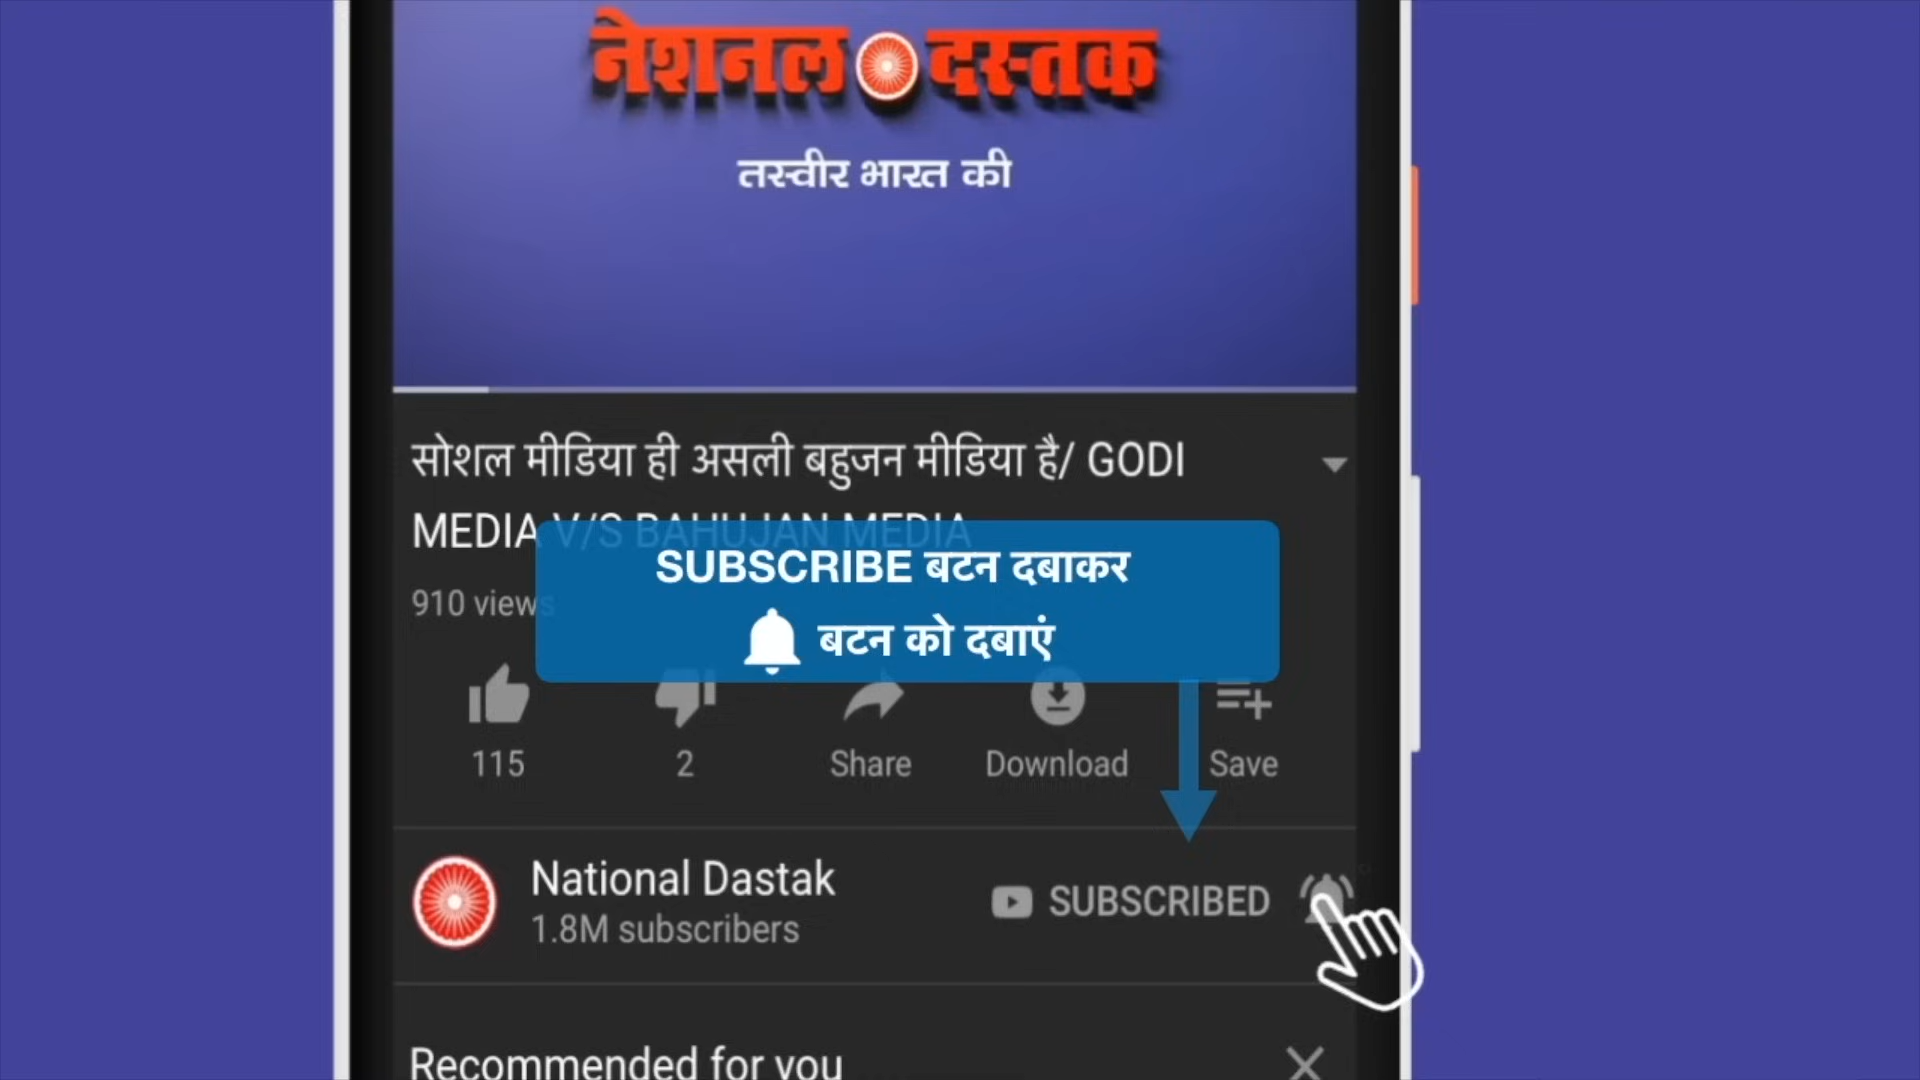 नेशनल दस्तक
तस्वीर भारत की
सोशल मीडिया ही असली बहुजन मीडिया है/ GODI
MEDIA V/S BAHUJAN MEDIA
910 views
SUBSCRIBE बटन दबाकर
बटन को दबाएं
115
2
Share
Download
Save
National Dastak
1.8M subscribers
SUBSCRIBED
Recommended for you